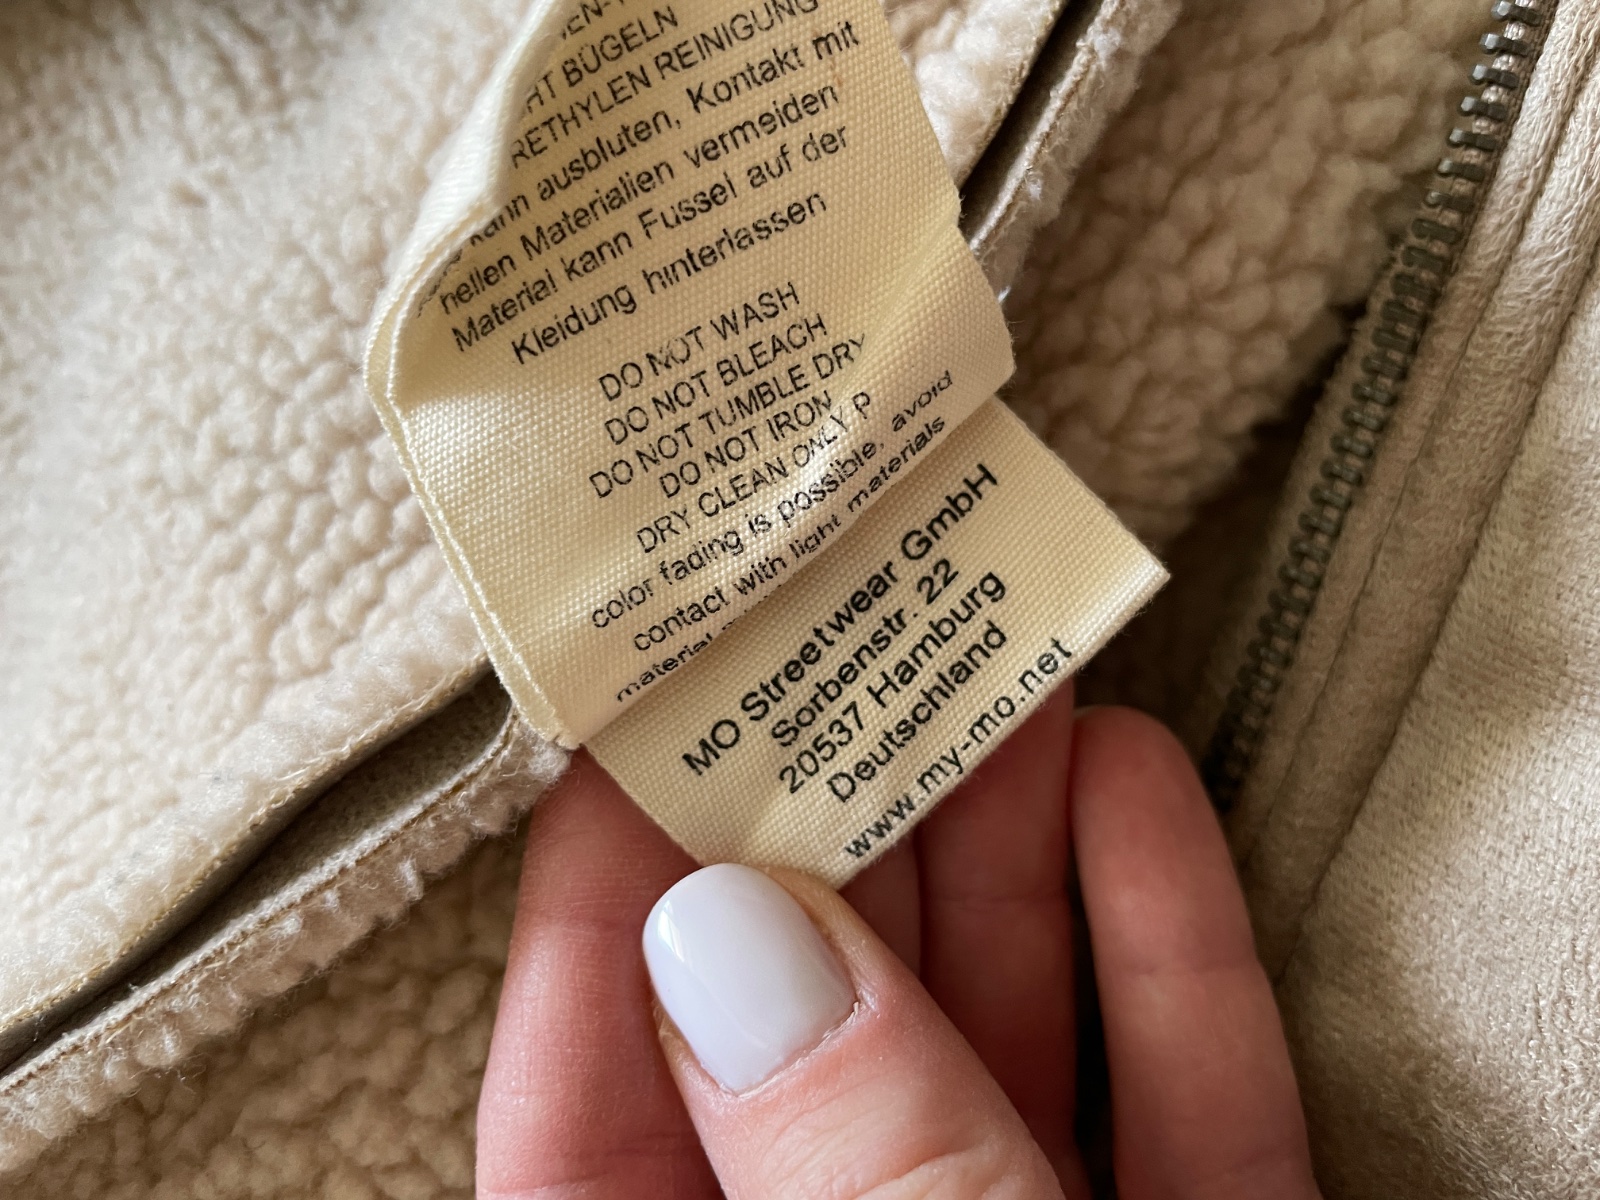 BÜGELN
REINIGUNG
kann ausbluten, Kontakt mit
hellen Materialien vermeiden
Material kann Fussel auf der
Kleidung hinterlassen
DO NOT WASH
DO NOT BLEACH
DO NOT TUMBLE DRY
DO NOT IRON
DRY CLEAN ONLY P
color fading is possible, avoid
contact with light materials
material
MO Streetwear GmbH
Sorbenstr. 22
20537 Hamburg
Deutschland
www.my-mo.net